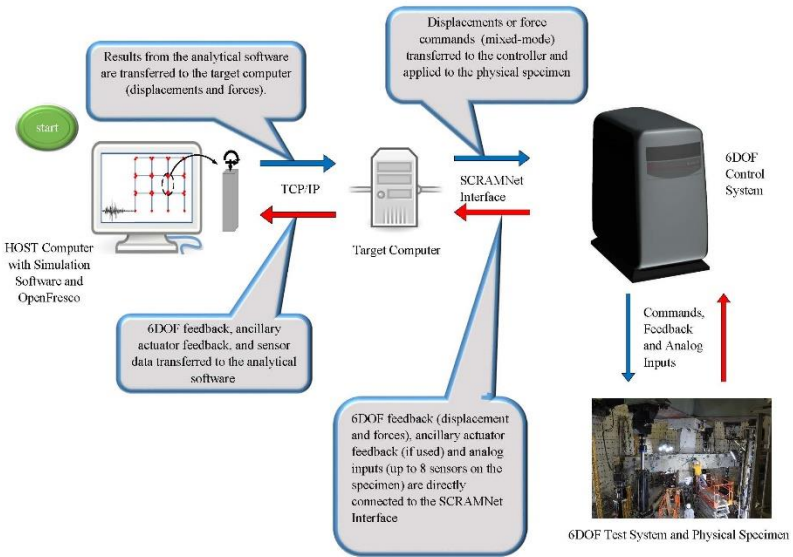 Results from the analytical software
are transferred to the target computer
(displacements and forces).
Displacements or force
commands (mixed-mode)
transferred to the controller and
applied to the physical specimen
start
TCP/IP
SCRAMNet
Interface
6DOF
Control
System
HOST Computer
with Simulation
Software and
OpenFresco
Target Computer
6DOF feedback, ancillary
actuator feedback, and sensor
data transferred to the analytical
software
Commands,
Feedback
and Analog
Inputs
6DOF feedback (displacement
and forces), ancillary actuator
feedback (if used) and analog
inputs (up to 8 sensors on the
specimen) are directly
connected to the SCRAMNet
Interface
6DOF Test System and Physical Specimen